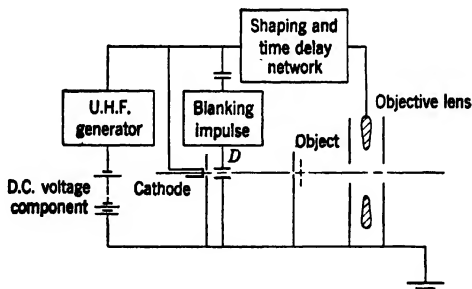 Shaping and
time delay
network
Objective lens
U.H.F.
generator
Blanking
impulse
Object
D
Cathode
D.C. voltage
component